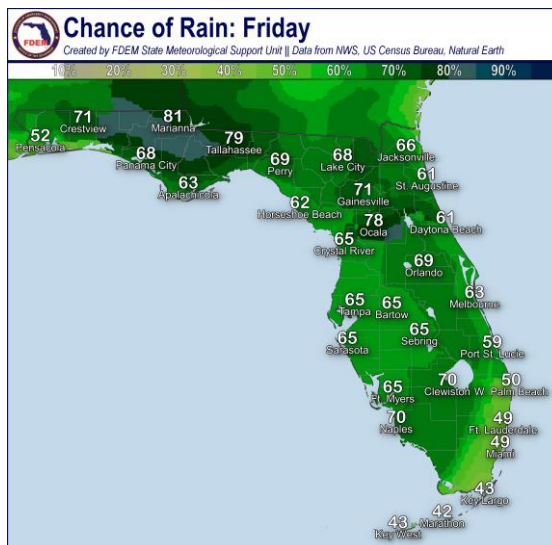 FDEM
Chance of Rain: Friday
Created by FDEM State Meteorological Support Unit || Data from NWS, US Census Bureau, Natural Earth
10% 20% 30% 40% 50% 60% 70% 80% 90%
71
Crestview
81
Marianna
52
Pensacola
79
Tallahassee
68
Panama City
69
Perry
68
Lake City
66
Jacksonville
63
Apalachicola
61
St. Augustine
71
Gainesville
62
Horseshoe Beach
78
Ocala
61
Daytona Beach
65
Crystal River
69
Orlando
63
Melbourne
65
Tampa
65
Bartow
65
Sarasota
65
Sebring
59
Port St. Lucie
65
Ft. Myers
70
Clewiston W
50
Palm Beach
70
Naples
49
Ft. Lauderdale
49
Miami
43
Key Largo
42
Marathon
43
Key West